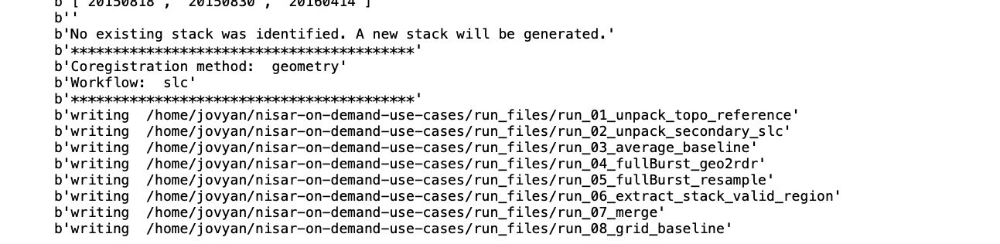 b'['20150818', '20150830', '20160414']'
b''
b'No existing stack was identified. A new stack will be generated.'
b'*****************************************'
b'Coregistration method:  geometry'
b'Workflow:  slc'
b'*****************************************'
b'writing  /home/jovyan/nisar-on-demand-use-cases/run_files/run_01_unpack_topo_reference'
b'writing  /home/jovyan/nisar-on-demand-use-cases/run_files/run_02_unpack_secondary_slc'
b'writing  /home/jovyan/nisar-on-demand-use-cases/run_files/run_03_average_baseline'
b'writing  /home/jovyan/nisar-on-demand-use-cases/run_files/run_04_fullBurst_geo2rdr'
b'writing  /home/jovyan/nisar-on-demand-use-cases/run_files/run_05_fullBurst_resample'
b'writing  /home/jovyan/nisar-on-demand-use-cases/run_files/run_06_extract_stack_valid_region'
b'writing  /home/jovyan/nisar-on-demand-use-cases/run_files/run_07_merge'
b'writing  /home/jovyan/nisar-on-demand-use-cases/run_files/run_08_grid_baseline'